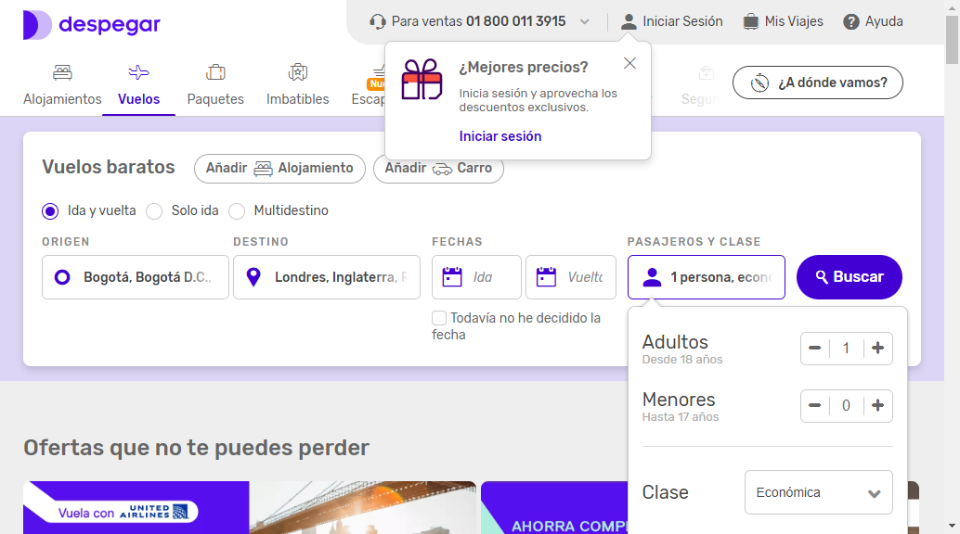 despegar
Para ventas 01 800 011 3915
Iniciar Sesión
Mis Viajes
Ayuda
Alojamientos
Vuelos
Paquetes
Imbatibles
¿A dónde vamos?
¿Mejores precios?
Inicia sesión y aprovecha los
descuentos exclusivos.
Iniciar sesión
Vuelos baratos
Añadir Alojamiento
Añadir Carro
Ida y vuelta
Solo ida
Multidestino
ORIGEN
DESTINO
FECHAS
PASAJEROS Y CLASE
Bogotá, Bogotá D.C.,
Londres, Inglaterra,
Ida
Vuelta
1 persona, econ
Buscar
Todavía no he decidido la
fecha
Adultos
Desde 18 años
1
Menores
Hasta 17 años
0
Clase
Económica
Ofertas que no te puedes perder
Vuela con UNITED AIRLINES
AHORRA